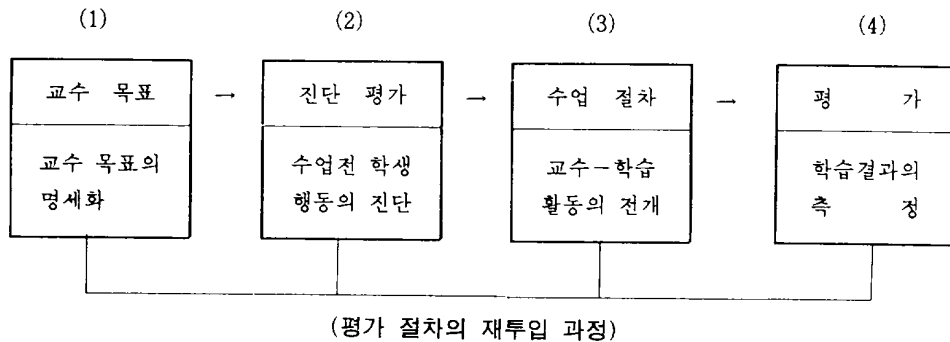 (1) (2) (3) (4)
교수 목표 → 진단 평가 → 수업 절차 → 평 가
교수 목표의 수업전 학생 교수-학습 학습결과의
명세화 행동의 진단 활동의 전개 측 정
(평가 절차의 재투입 과정)